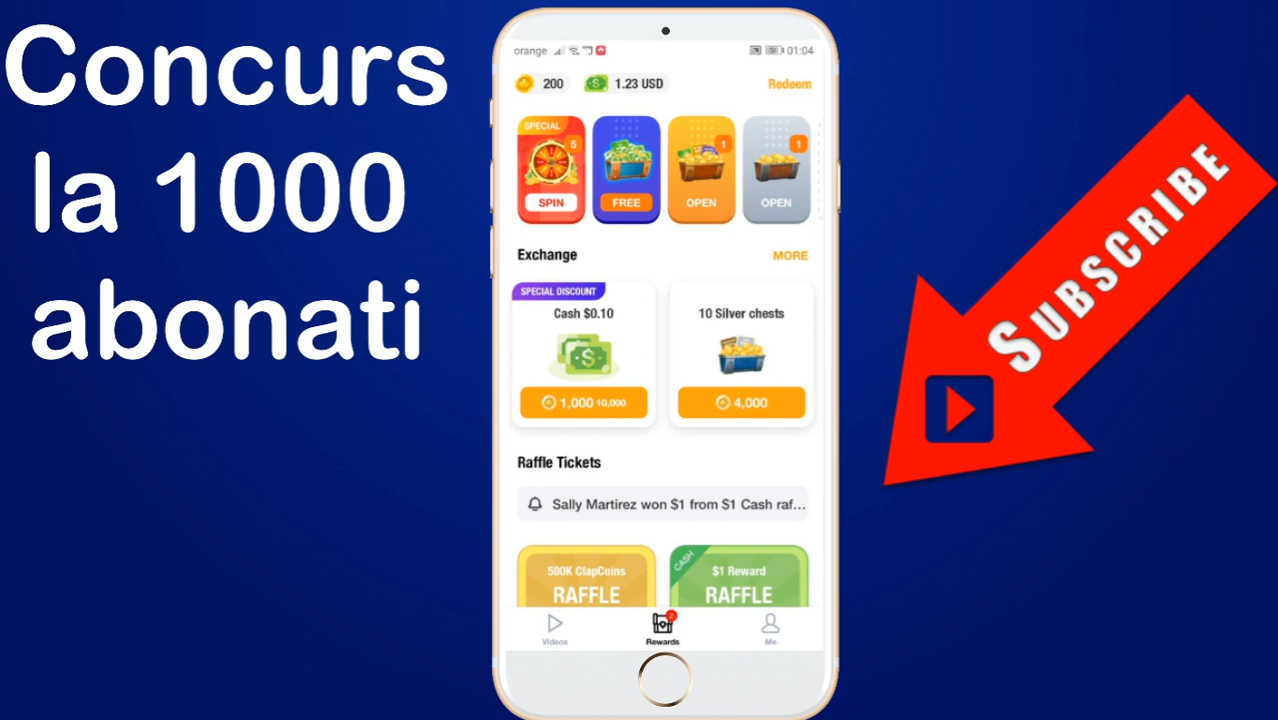 Concurs
la 1000
abonati
orange 01:04
200 1.23 USD Redeem
SPECIAL
5 1 1
SPIN FREE OPEN OPEN
Exchange MORE
SPECIAL DISCOUNT
Cash $0.10 10 Silver chests
1,000 10,000 4,000
Raffle Tickets
Sally Martirez won $1 from $1 Cash raf...
CASH
500K ClapCoins $1 Reward
RAFFLE RAFFLE
Videos Rewards Me
SUBSCRIBE